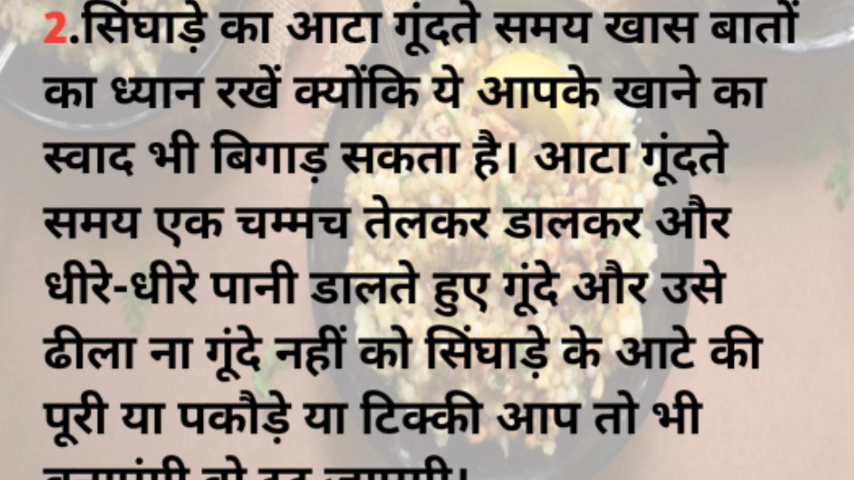 2.सिंघाड़े का आटा गूंदते समय खास बातों
का ध्यान रखें क्योंकि ये आपके खाने का
स्वाद भी बिगाड़ सकता है। आटा गूंदते
समय एक चम्मच तेलकर डालकर और
धीरे-धीरे पानी डालते हुए गूंदे और उसे
ढीला ना गूंदे नहीं को सिंघाड़े के आटे की
पूरी या पकौड़े या टिक्की आप तो भी